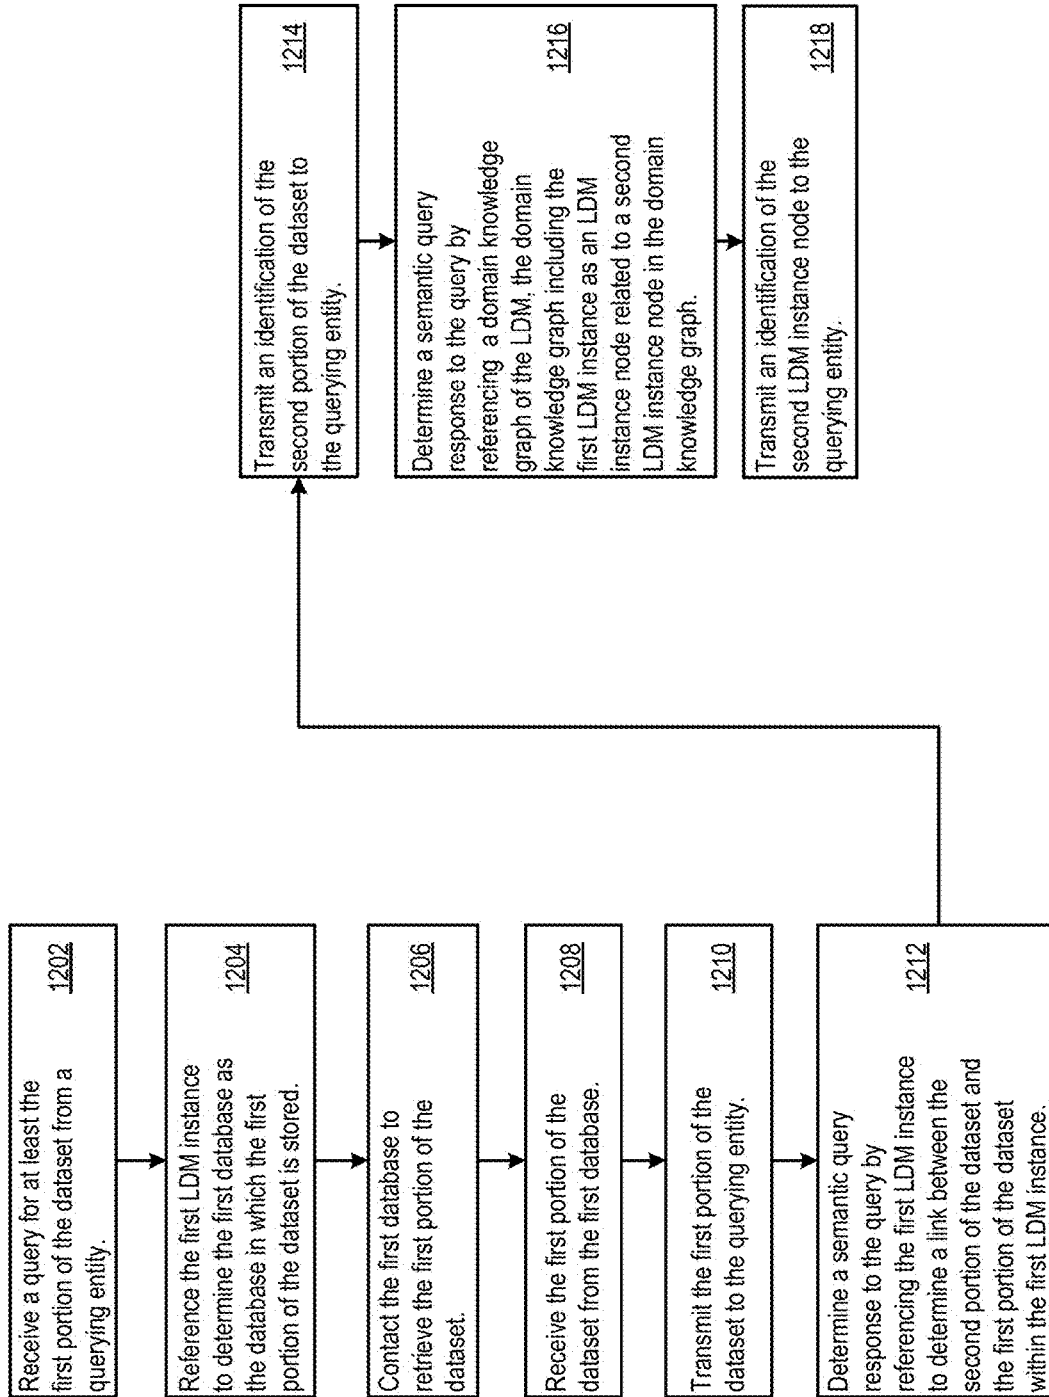 Receive a query for at least the
first portion of the dataset from a
querying entity.
1202
Reference the first LDM instance
to determine the first database as
the database in which the first
portion of the dataset is stored.
1204
Contact the first database to
retrieve the first portion of the
dataset.
1206
Receive the first portion of the
dataset from the first database.
1208
Transmit the first portion of the
dataset to the querying entity.
1210
Determine a semantic query
response to the query by
referencing the first LDM instance
to determine a link between the
second portion of the dataset and
the first portion of the dataset
within the first LDM instance.
1212
Transmit an identification of the
second portion of the dataset to
the querying entity.
1214
Determine a semantic query
response to the query by
referencing a domain knowledge
graph of the LDM, the domain
knowledge graph including the
first LDM instance as an LDM
instance node related to a second
LDM instance node in the domain
knowledge graph.
1216
Transmit an identification of the
second LDM instance node to the
querying entity.
1218